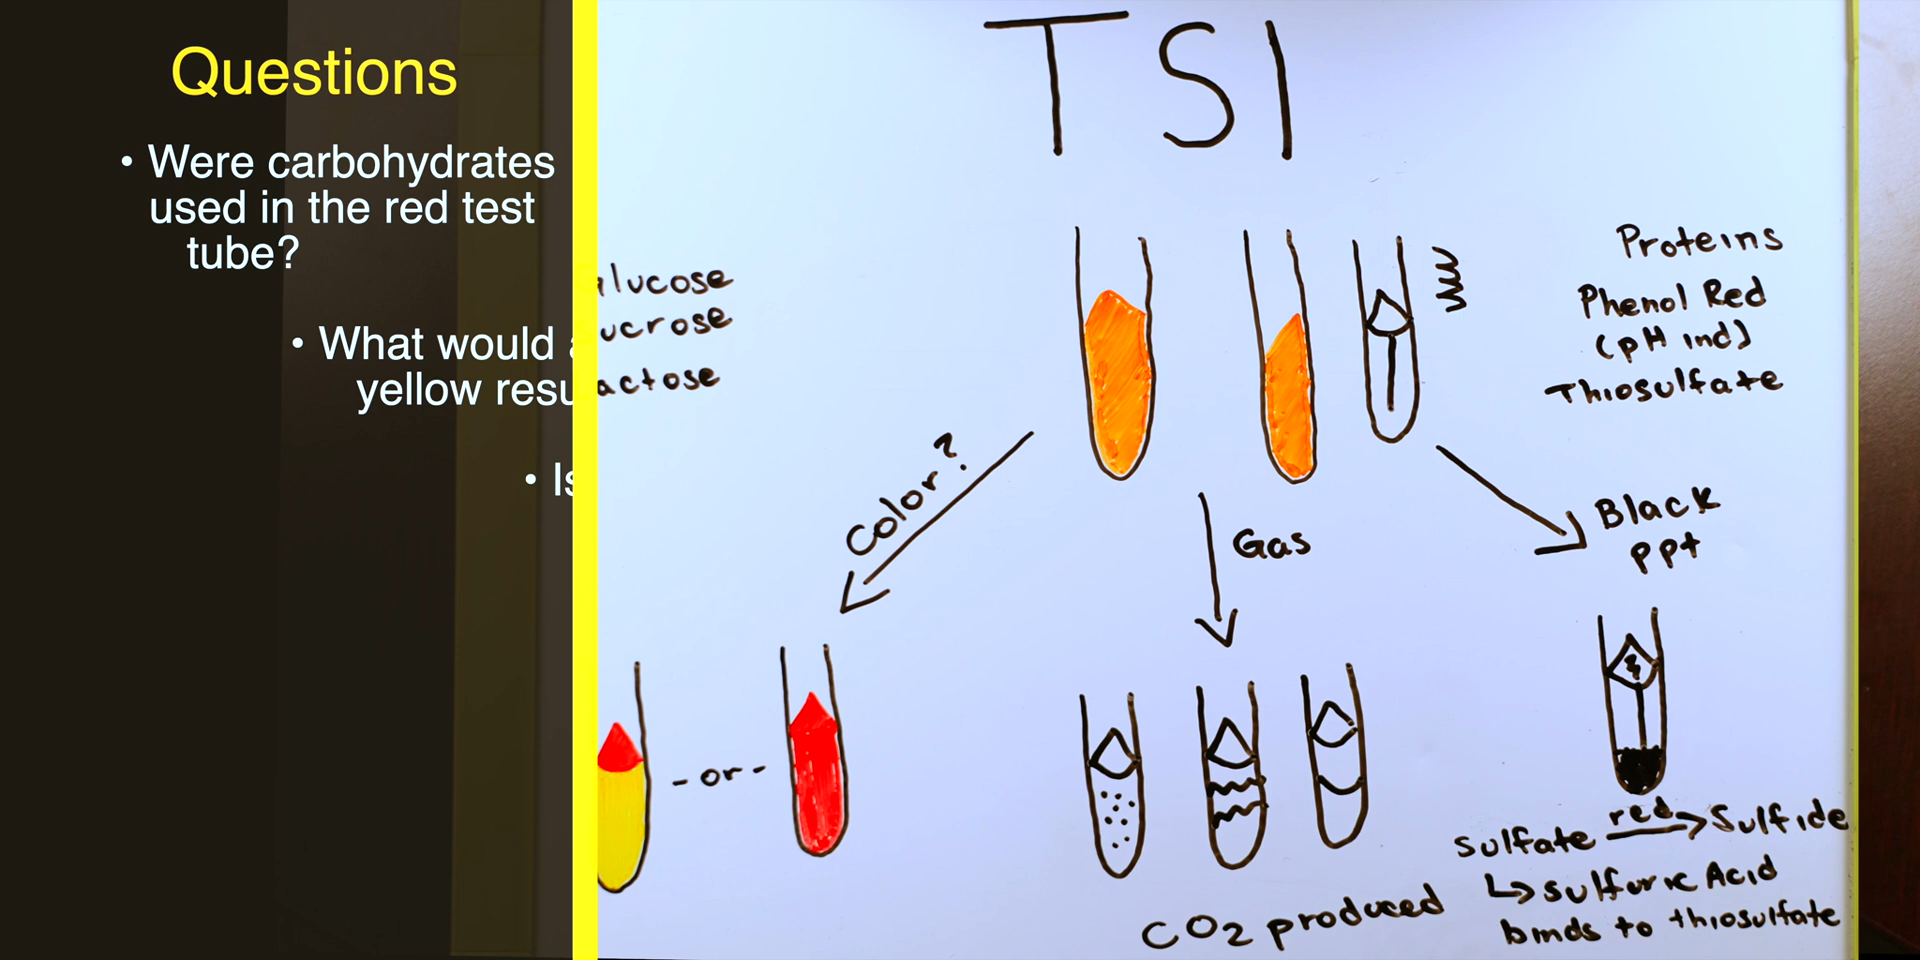 Questions
• Were carbohydrates
used in the red test
tube?
• What would
yellow resu
• Is
TSI
lucose
ucrose
actose
Proteins
Phenol Red
(pH ind)
Thiosulfate
Color?
Gas
Black
ppt
- or -
CO2 produced
Sulfate red → Sulfide
↳ sulfuric Acid
binds to thiosulfate